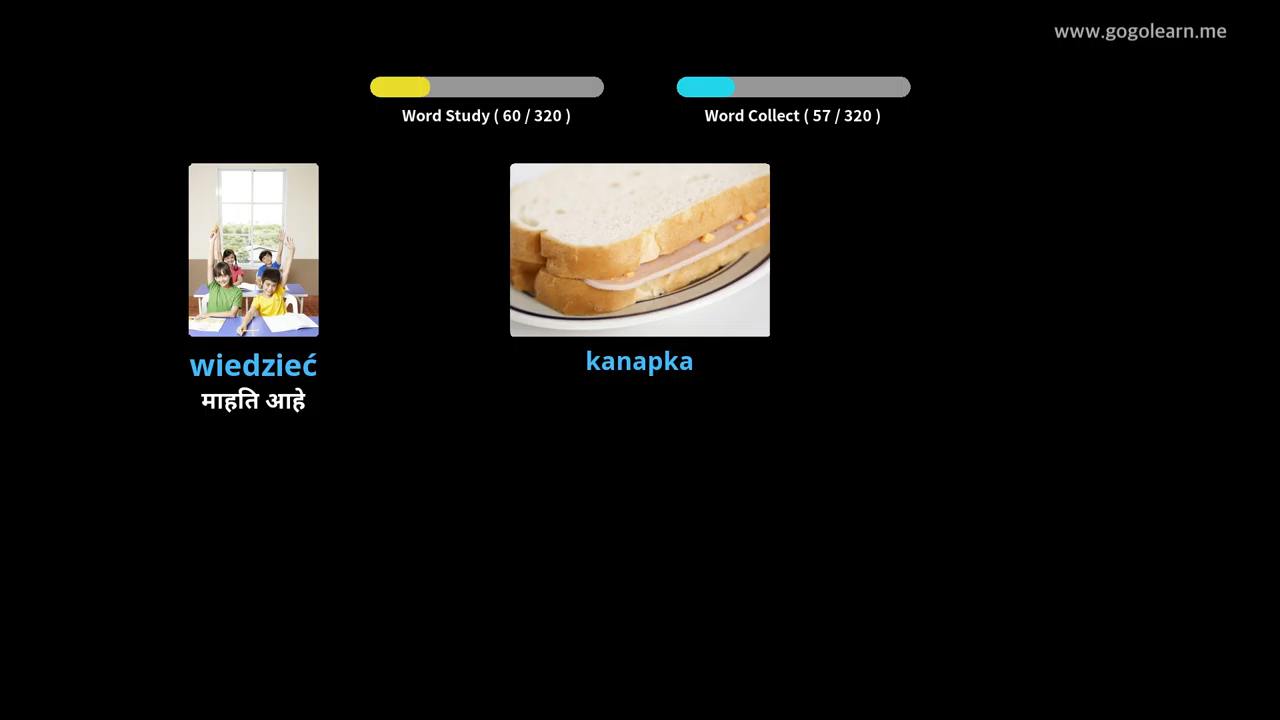 www.gogolearn.me
Word Study ( 60 / 320 )
Word Collect ( 57 / 320 )
wiedzieć
माहिति आहे
kanapka